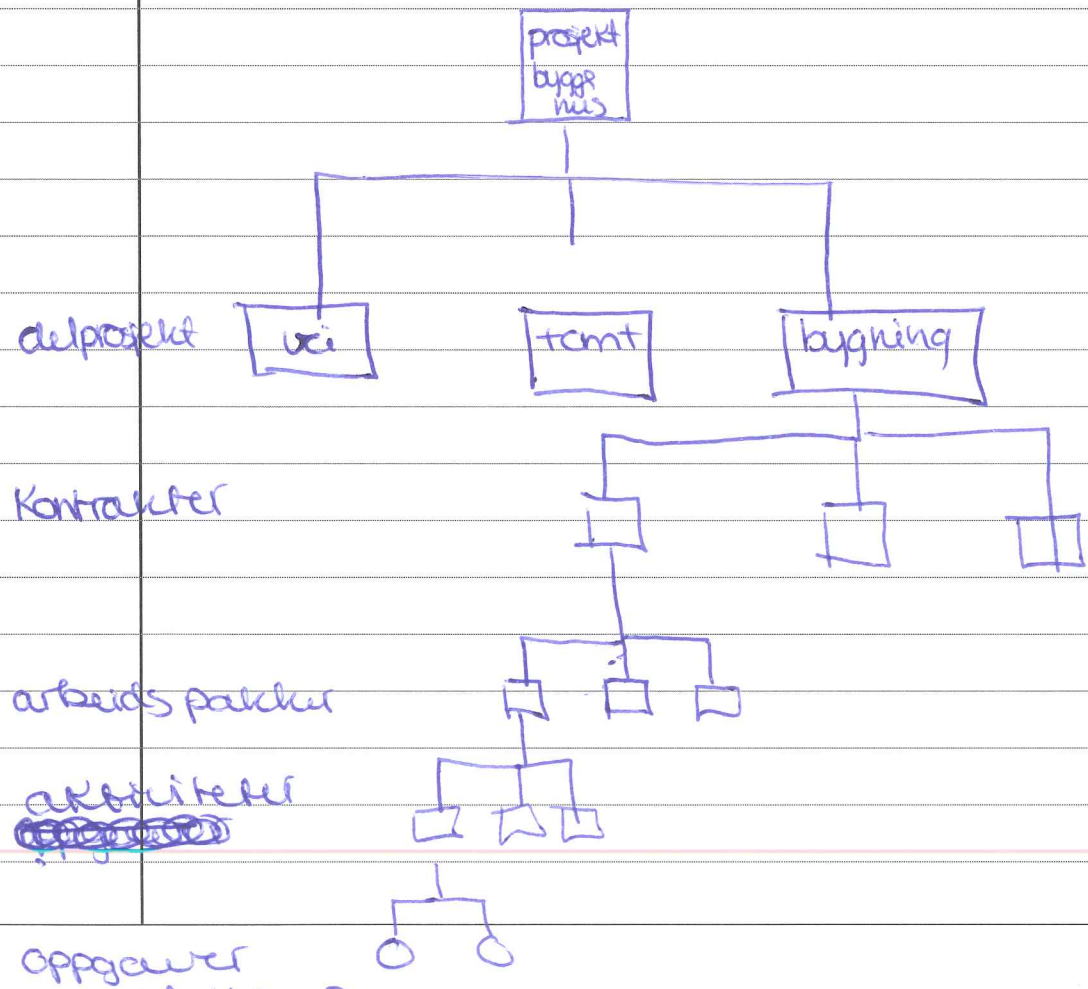 prosjekt
bygge
hus
delprosjekt
vei
tomt
bygning
Kontrakter
arbeids pakker
aktiviteter
oppgaver